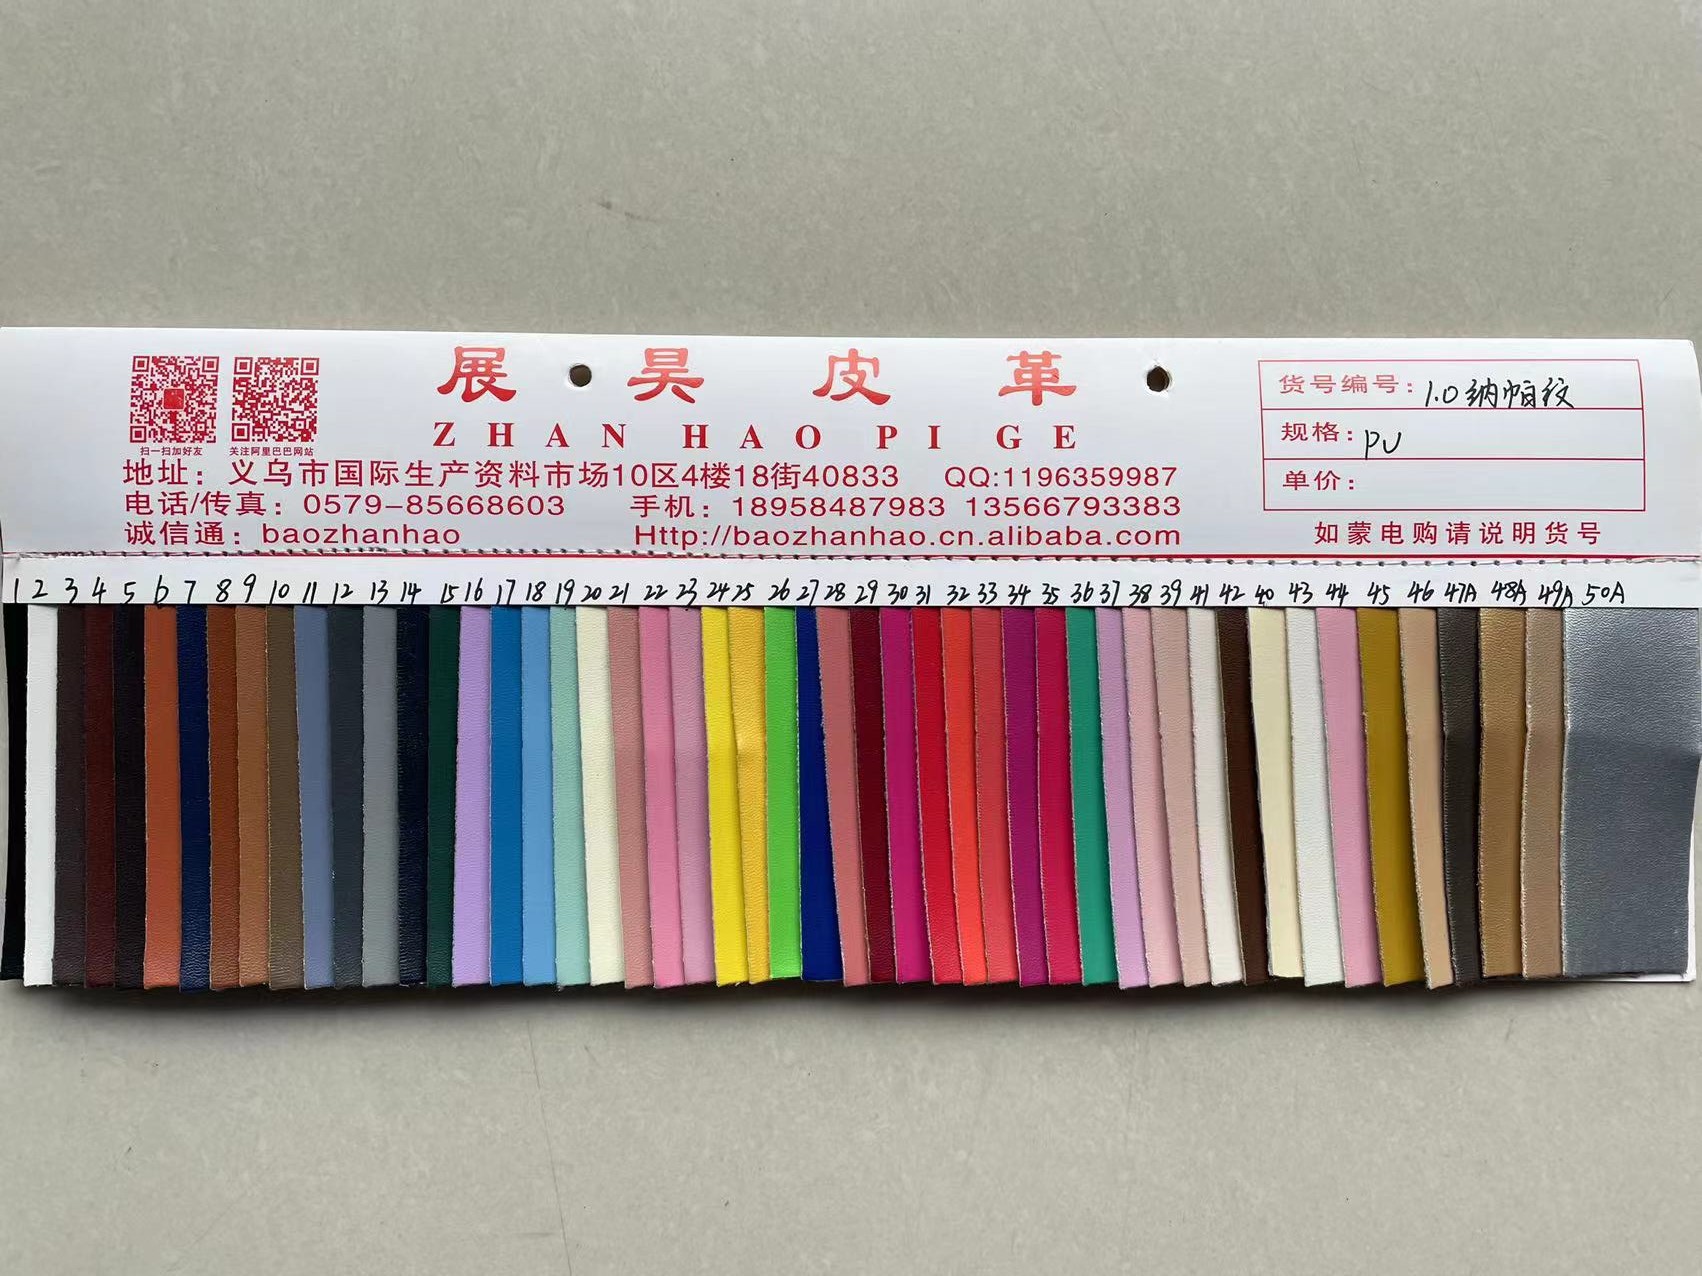 展昊皮革
ZHAN HAO PI GE
扫一扫加好友 关注阿里巴巴网站
地址：义乌市国际生产资料市场10区4楼18街40833 QQ:1196359987
电话/传真：0579-85668603 手机：18958487983 13566793383
诚信通：baozhanhao Http://baozhanhao.cn.alibaba.com
货号编号：1.0纳帕纹
规格：PU
单价：
如蒙电购请说明货号
1 2 3 4 5 6 7 8 9 10 11 12 13 14 15 16 17 18 19 20 21 22 23 24 25 26 27 28 29 30 31 32 33 34 35 36 37 38 39 41 42 40 43 44 45 46 47A 48A 49A 50A